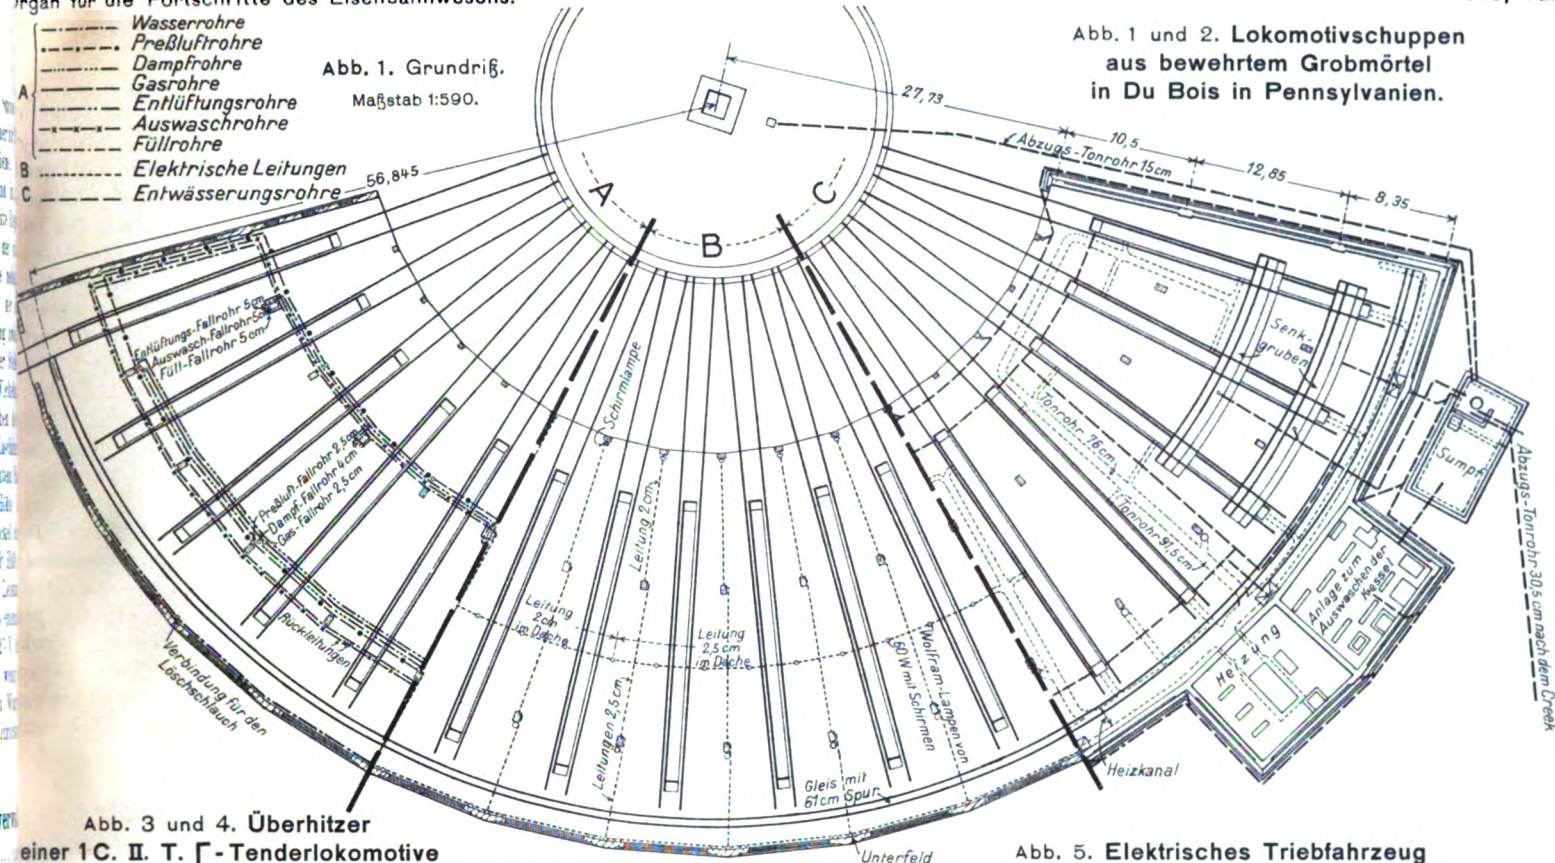 Organ für die Fortschritte des Eisenbahnwesens.
A
Wasserrohre
Preßluftrohre
Dampfrohre
Gasrohre
Entlüftungsrohre
Auswaschrohre
Füllrohre
B Elektrische Leitungen
C Entwässerungsrohre
Abb. 1. Grundriß.
Maßstab 1:590.
Abb. 1 und 2. Lokomotivschuppen
aus bewehrtem Grobmörtel
in Du Bois in Pennsylvanien.
27,73
10,5
12,85
8,35
Abzugs-Tonrohr 15cm
56,845
A
B
C
Entlüftungs-Fallrohr 5cm
Auswasch-Fallrohr 5cm
Füll-Fallrohr 5cm
Preßluft-Fallrohr 2,5cm
Dampf-Fallrohr 4cm
Gas-Fallrohr 2,5cm
Rückleitungen
Verbindung für den
Löschschlauch
Schirmlampe
Leitung 2cm
Leitung
2cm
im Dache
Leitung
2,5cm
im Dache
Leitungen 2,5cm
Wolfram-Lampen von
60W mit Schirmen
Gleis mit
61cm Spur
Unterfeld
Heizkanal
Senk-
gruben
Tonrohr 76cm
Tonrohr 91,5cm
Sumpf
Anlage zum
Auswaschen der
Kessel
Heizung
Abzugs-Tonrohr 30,5cm nach dem Creek
Abb. 3 und 4. Überhitzer
einer 1C. II. T. Γ-Tenderlokomotive
Abb. 5. Elektrisches Triebfahrzeug